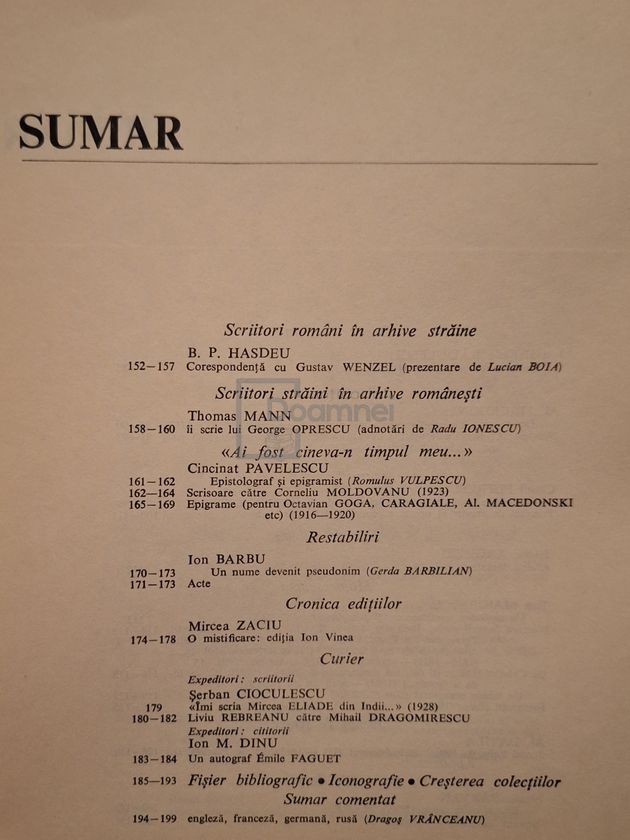 SUMAR
Scriitori români în arhive străine
B. P. HASDEU
152—157 Corespondență cu Gustav WENZEL (prezentare de Lucian BOIA)
Scriitori străini în arhive românești
Thomas MANN
158—160 îi scrie lui George OPRESCU (adnotări de Radu IONESCU)
«Ai fost cineva-n timpul meu...»
Cincinat PAVELESCU
161—162 Epistolograf și epigramist (Romulus VULPESCU)
162—164 Scrisoare către Corneliu MOLDOVANU (1923)
165—169 Epigrame (pentru Octavian GOGA, CARAGIALE, Al. MACEDONSKI
etc) (1916—1920)
Restabiliri
Ion BARBU
170—173 Un nume devenit pseudonim (Gerda BARBILIAN)
171—173 Acte
Cronica edițiilor
Mircea ZACIU
174—178 O mistificare: ediția Ion Vinea
Curier
Expeditori: scriitorii
Șerban CIOCULESCU
179 «Îmi scria Mircea ELIADE din Indii...» (1928)
180—182 Liviu REBREANU către Mihail DRAGOMIRESCU
Expeditori: cititorii
Ion M. DINU
183—184 Un autograf Émile FAGUET
185—193 Fișier bibliografic • Iconografie • Creșterea colecțiilor
Sumar comentat
194—199 engleză, franceză, germană, rusă (Dragoș VRÂNCEANU)